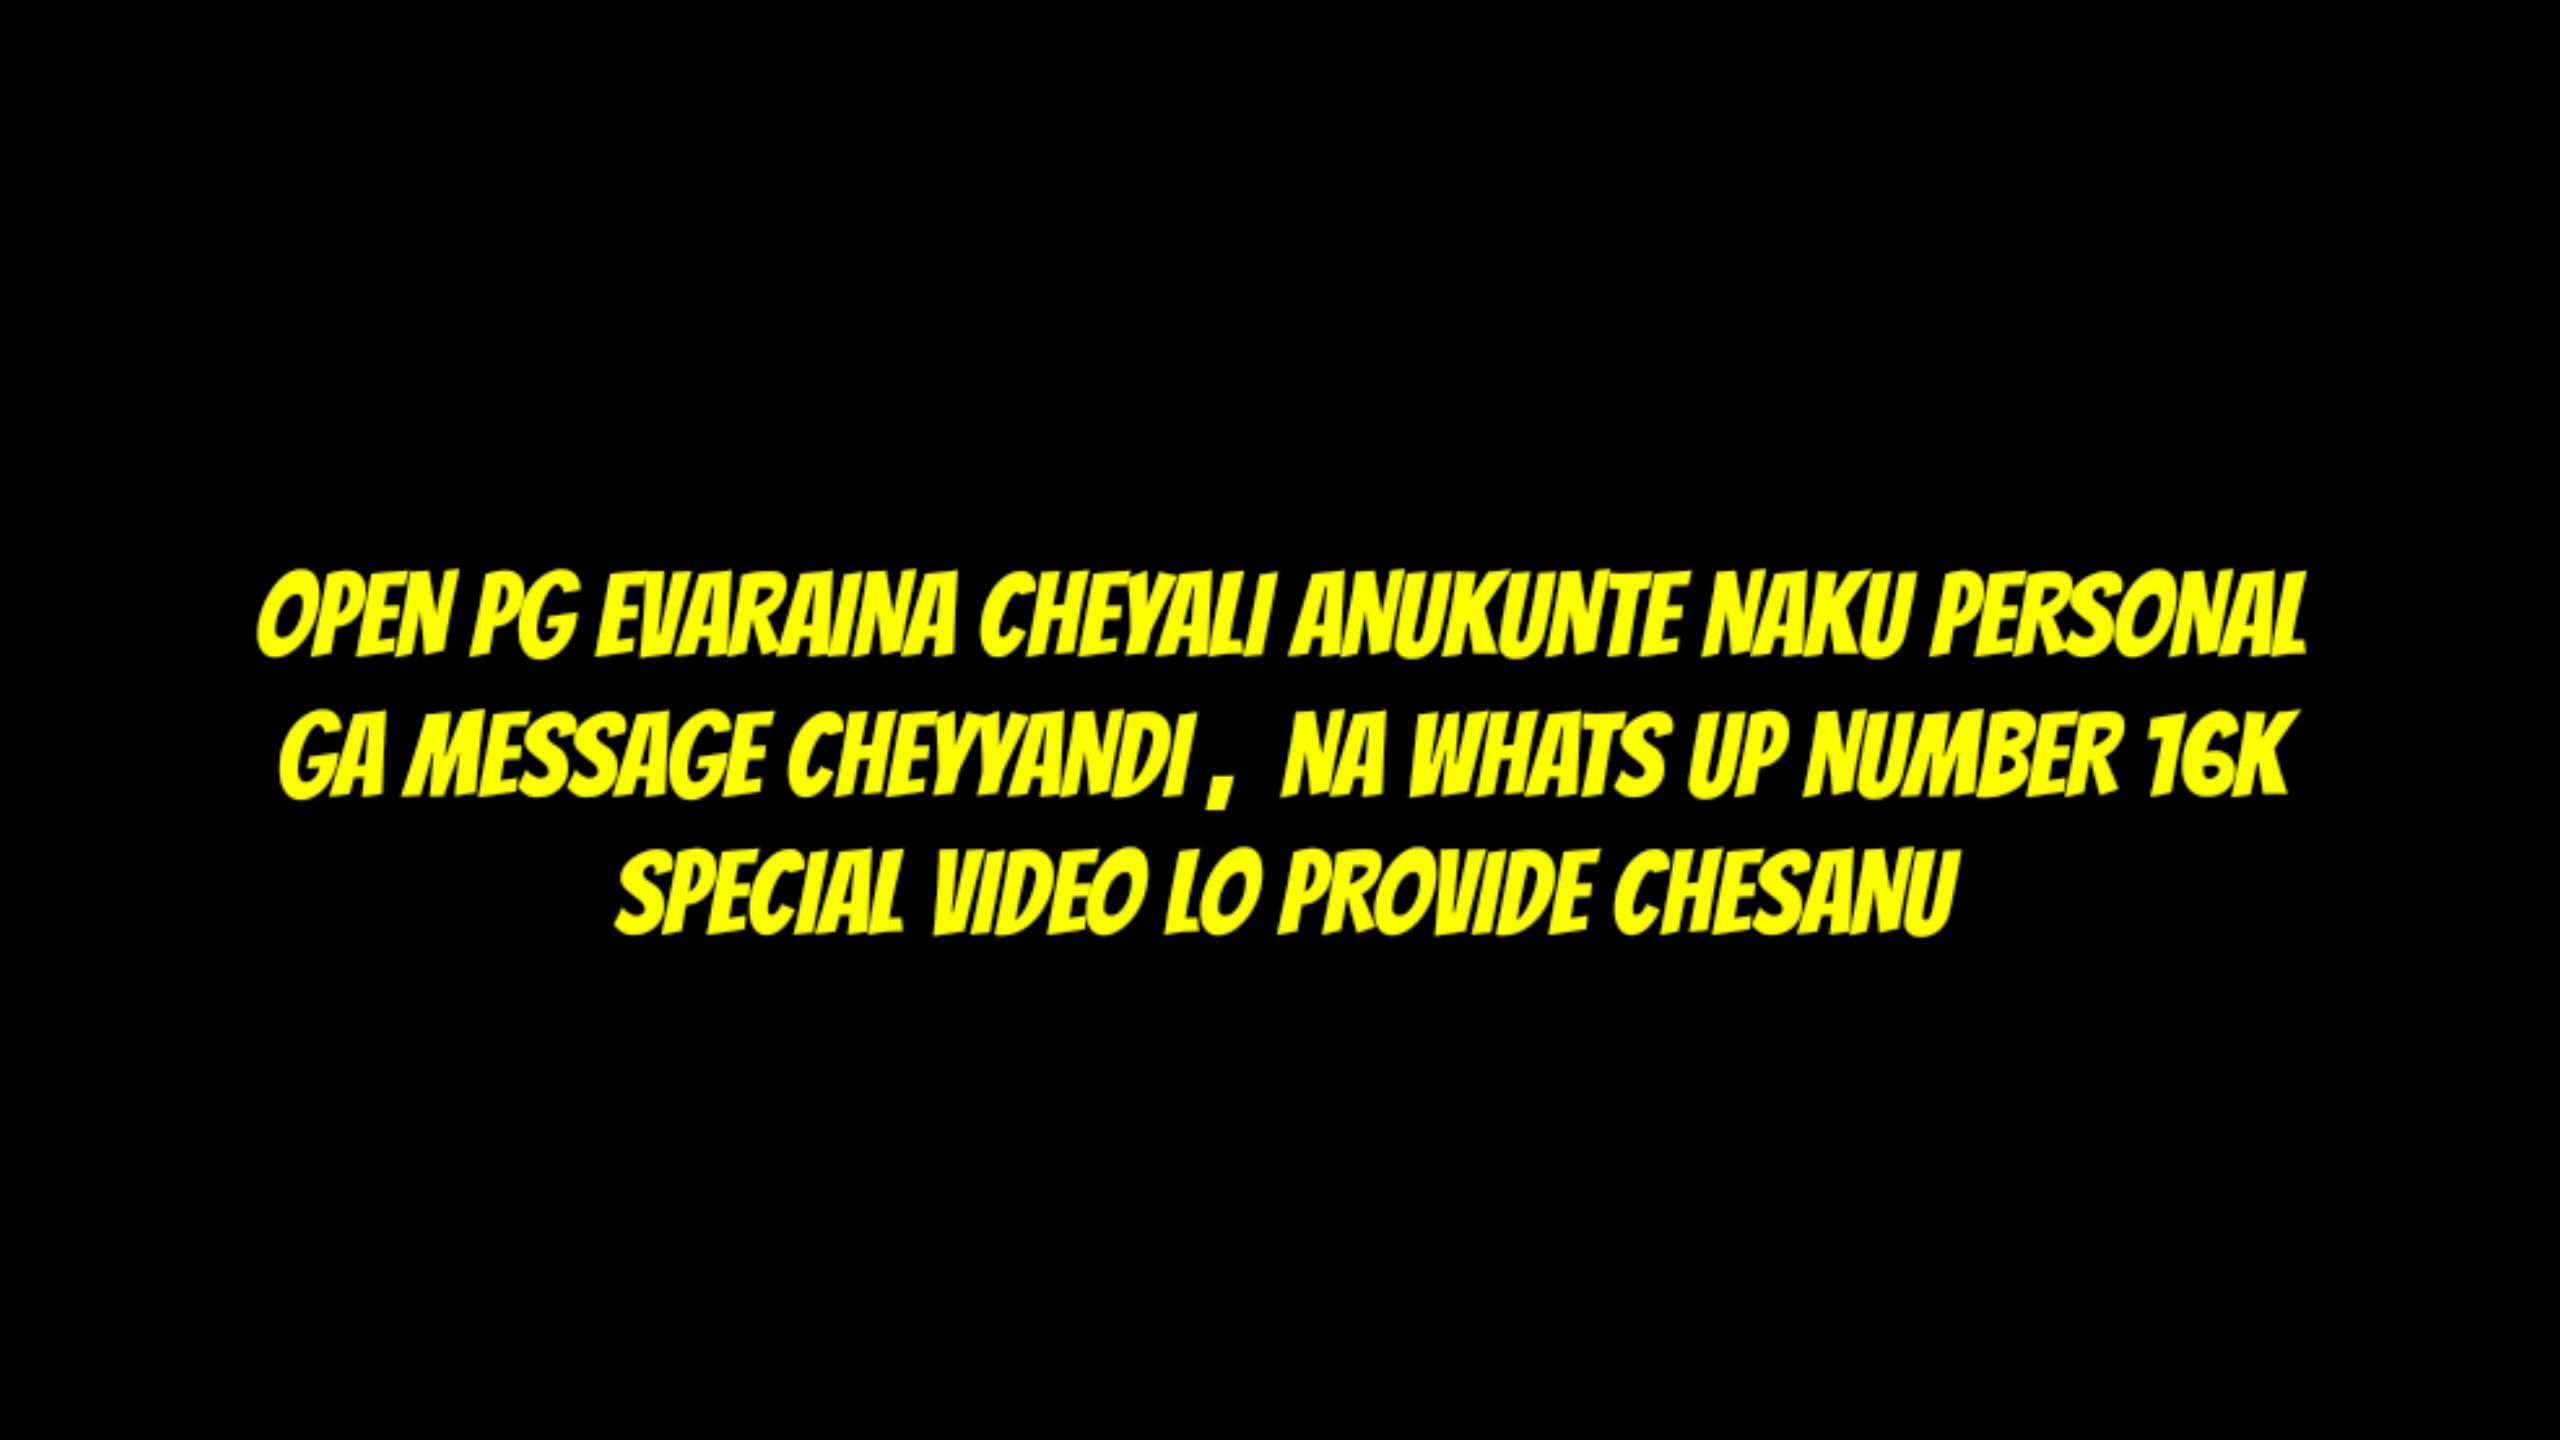 OPEN PG EVARAINA CHEYALI ANUKUNTE NAKU PERSONAL
GA MESSAGE CHEYYANDI , NA WHATS UP NUMBER 16K
SPECIAL VIDEO LO PROVIDE CHESANU